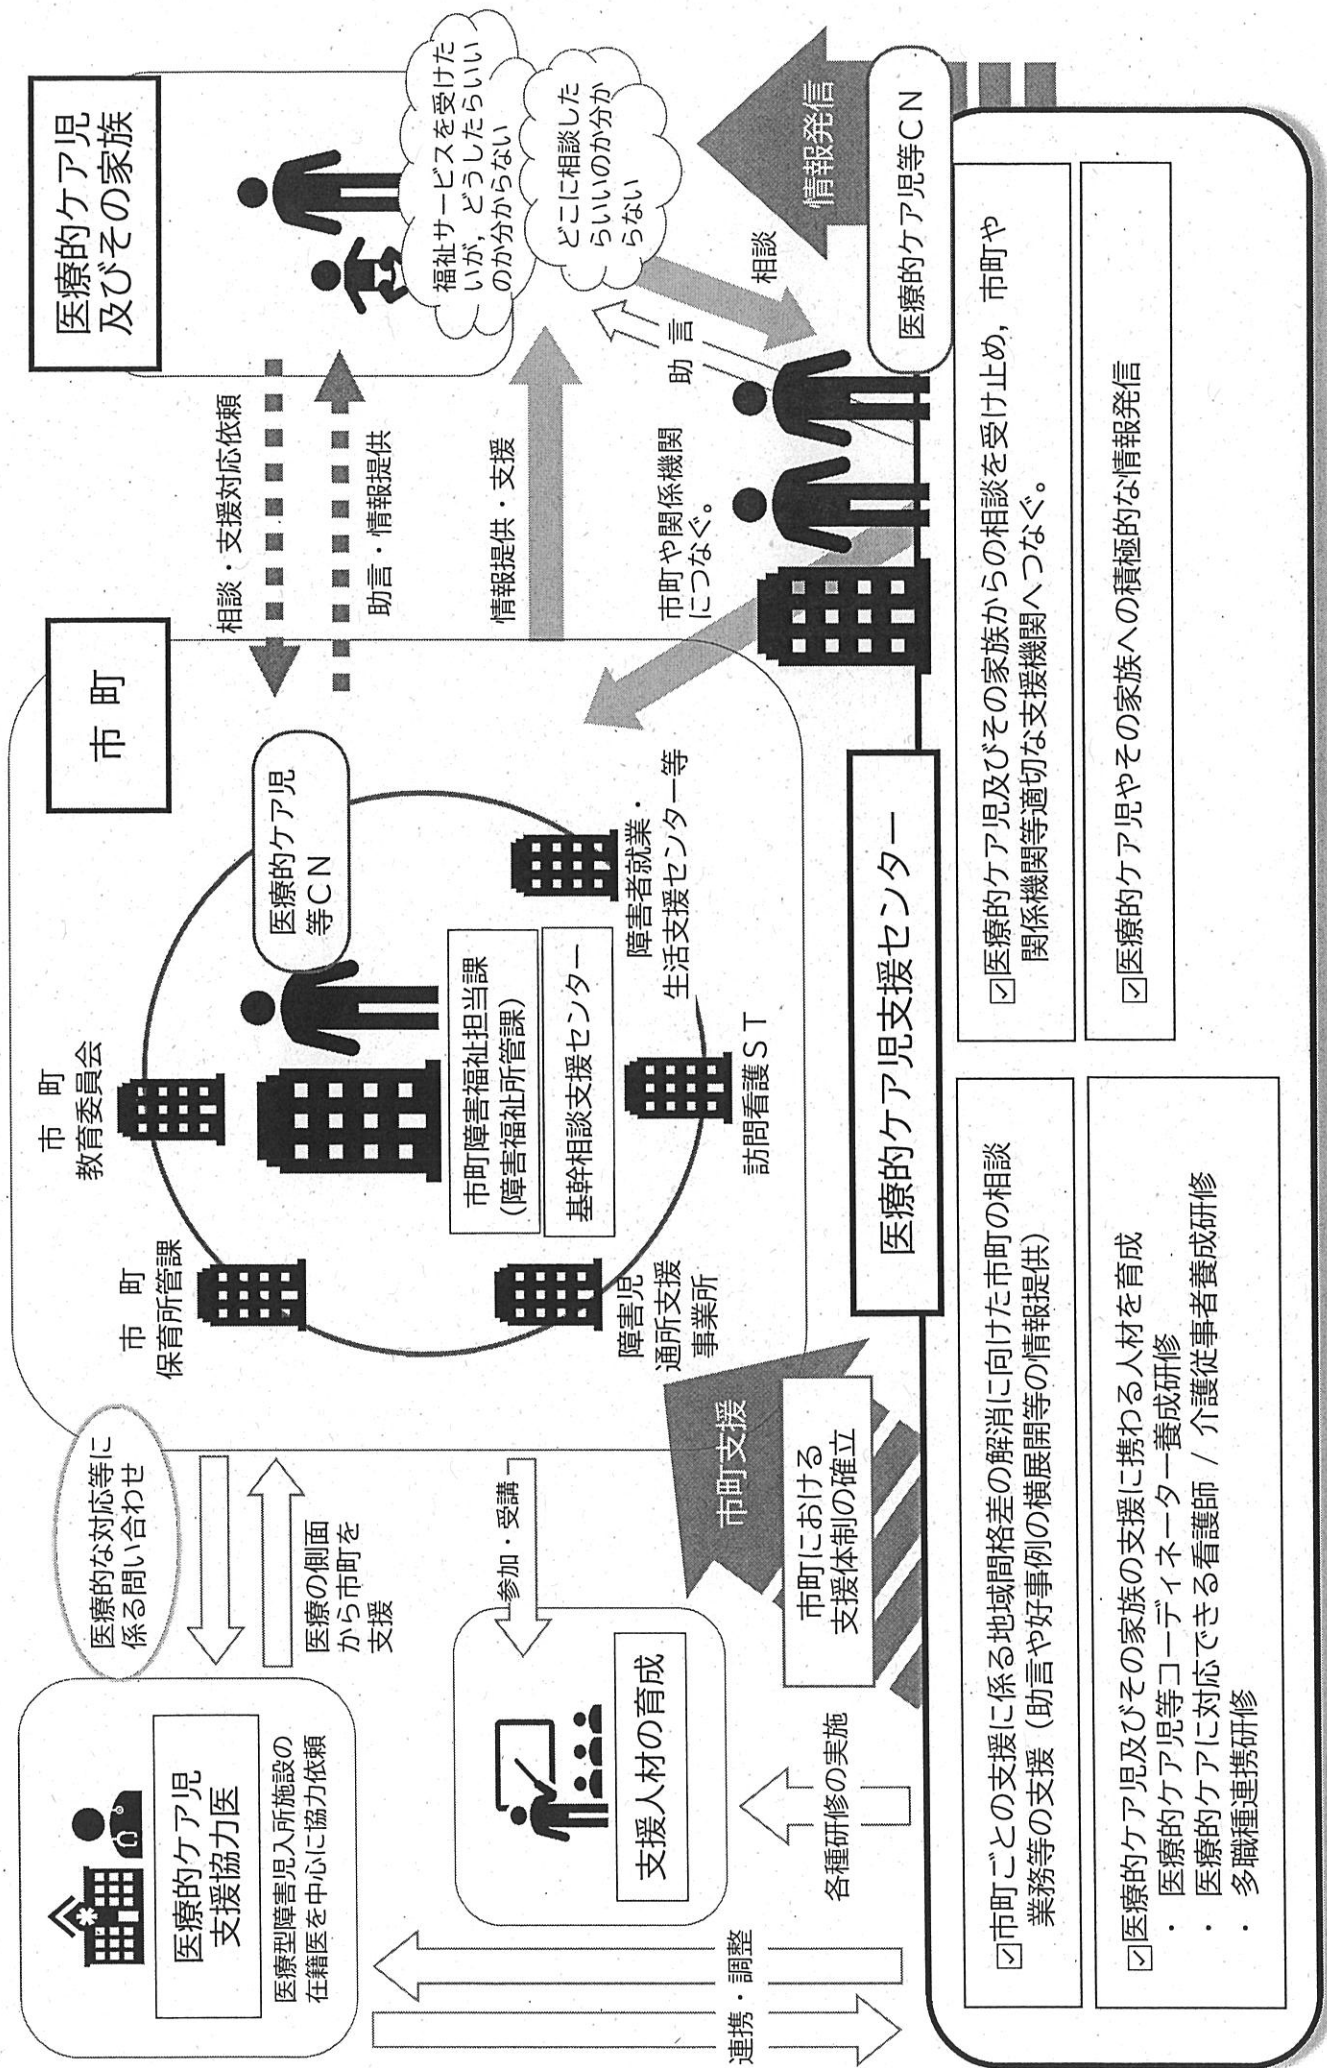 医療的ケア児
支援協力医
医療型障害児入所施設の
在籍医を中心に協力依頼
医療的な対応等に
係る問い合わせ
医療の側面
から市町を
支援
市町
市　町
教育委員会
市　町
保育所管課
医療的ケア児
等CN
市町障害福祉担当課
(障害福祉所管課)
基幹相談支援センター
障害児
通所支援
事業所
訪問看護ST
障害者就業・
生活支援センター等
医療的ケア児
及びその家族
相談・支援対応依頼
助言・情報提供
情報提供・支援
福祉サービスを受けた
いが，どうしたらいい
のか分からない
どこに相談した
らいいのか分か
らない
支援人材の育成
参加・受講
市町支援
市町における
支援体制の確立
各種研修の実施
連携・調整
市町や関係機関
につなぐ。
助言
相談
情報発信
医療的ケア児等CN
医療的ケア児支援センター
☑市町ごとの支援に係る地域間格差の解消に向けた市町の相談
業務等の支援（助言や好事例の横展開等の情報提供）
☑医療的ケア児及びその家族の支援に携わる人材を育成
・ 医療的ケア児等コーディネーター養成研修
・ 医療的ケアに対応できる看護師 / 介護従事者養成研修
・ 多職種連携研修
☑医療的ケア児及びその家族からの相談を受け止め，市町や
関係機関等適切な支援機関へつなぐ。
☑医療的ケア児やその家族への積極的な情報発信